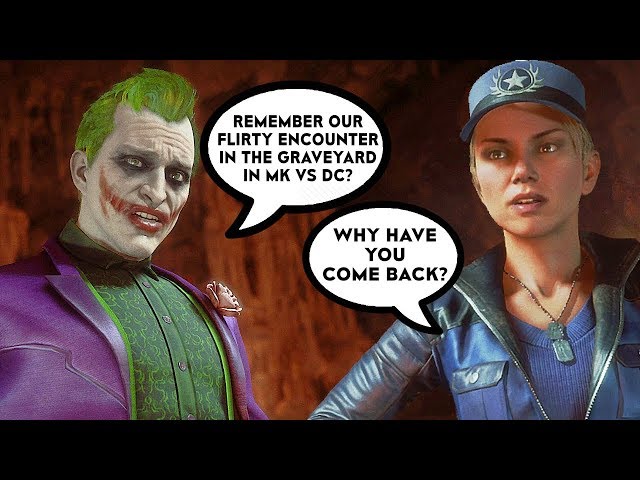 REMEMBER OUR
FLIRTY ENCOUNTER
IN THE GRAVEYARD
IN MK VS DC?
WHY HAVE
YOU
COME BACK?